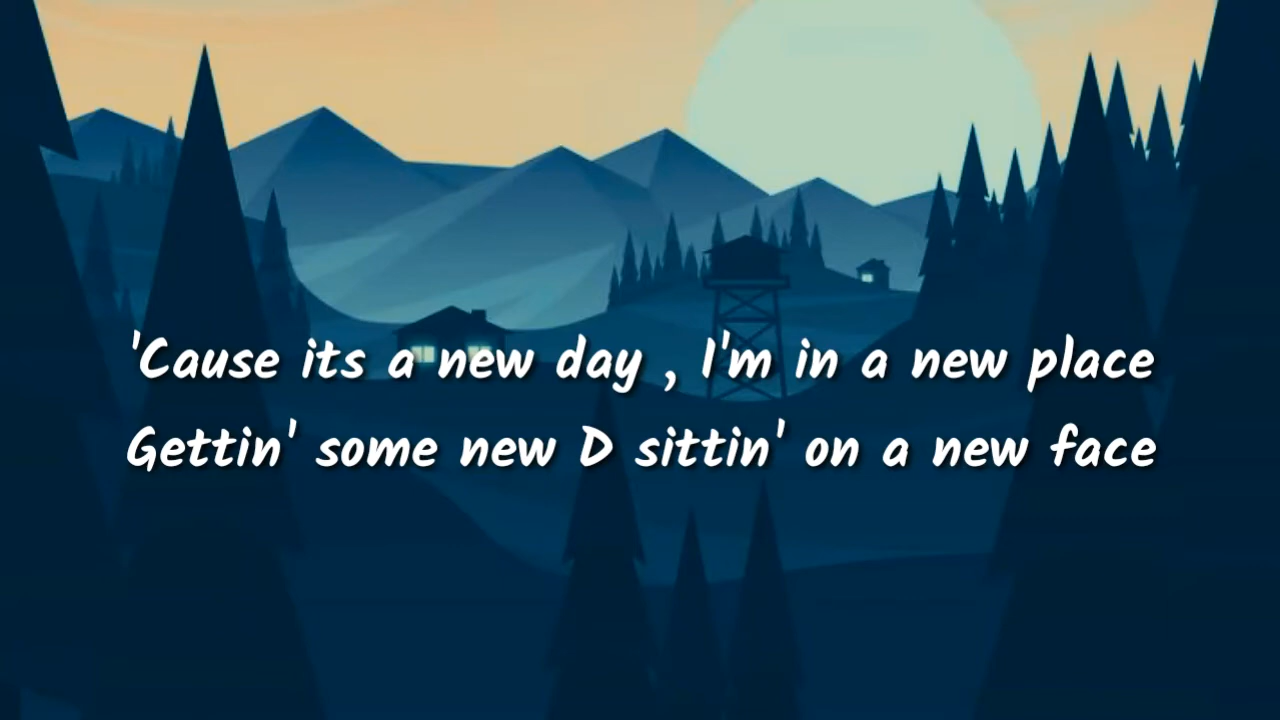 'Cause its a new day , I'm in a new place
Gettin' some new D sittin' on a new face